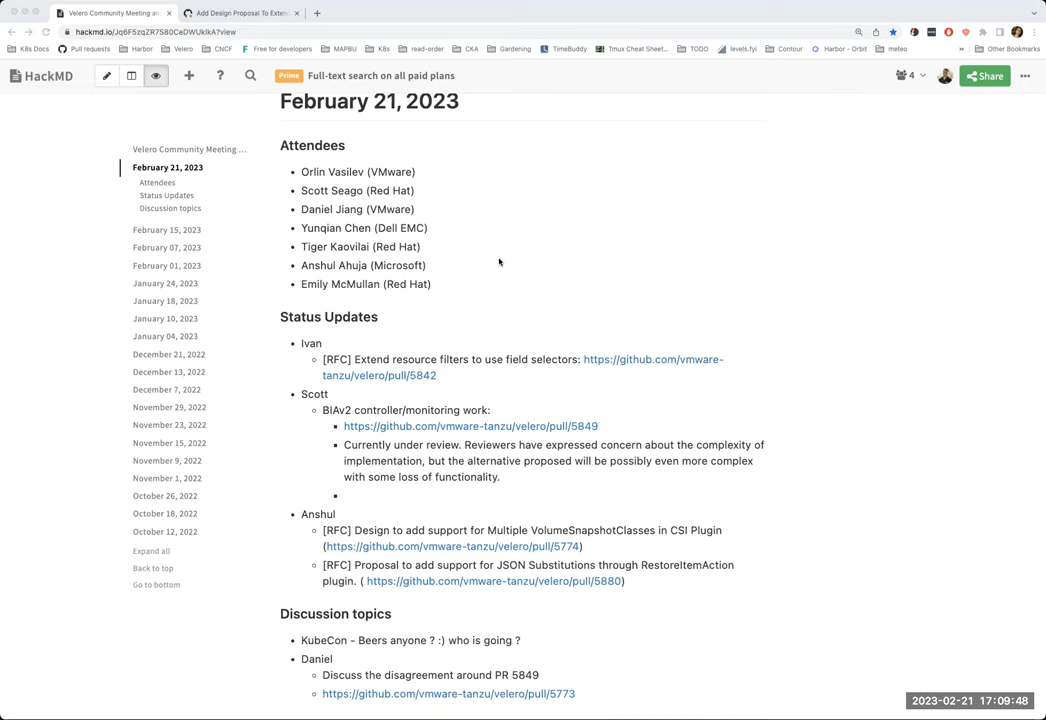 Velero Community Meeting an
Add Design Proposal To Exten
hackmd.io/Jq6F5zqZR7S80CeDWUklkA?view
K8s Docs
Pull requests
Harbor
Velero
CNCF
Free for developers
MAPBU
K8s
read-order
CKA
Gardening
TimeBuddy
Tmux Cheat Sheet...
TODO
levels.fyi
Contour
Harbor - Orbit
meteo
»
Other Bookmarks
HackMD
Prime
Full-text search on all paid plans
4
Share
Velero Community Meeting ...
February 21, 2023
Attendees
Status Updates
Discussion topics
February 15, 2023
February 07, 2023
February 01, 2023
January 24, 2023
January 18, 2023
January 10, 2023
January 04, 2023
December 21, 2022
December 13, 2022
December 7, 2022
November 29, 2022
November 23, 2022
November 15, 2022
November 9, 2022
November 1, 2022
October 26, 2022
October 18, 2022
October 12, 2022
Expand all
Back to top
Go to bottom
February 21, 2023
Attendees
Orlin Vasilev (VMware)
Scott Seago (Red Hat)
Daniel Jiang (VMware)
Yunqian Chen (Dell EMC)
Tiger Kaovilai (Red Hat)
Anshul Ahuja (Microsoft)
Emily McMullan (Red Hat)
Status Updates
Ivan
[RFC] Extend resource filters to use field selectors: https://github.com/vmware-
tanzu/velero/pull/5842
Scott
BIAv2 controller/monitoring work:
https://github.com/vmware-tanzu/velero/pull/5849
Currently under review. Reviewers have expressed concern about the complexity of
implementation, but the alternative proposed will be possibly even more complex
with some loss of functionality.
Anshul
[RFC] Design to add support for Multiple VolumeSnapshotClasses in CSI Plugin
(https://github.com/vmware-tanzu/velero/pull/5774)
[RFC] Proposal to add support for JSON Substitutions through RestoreItemAction
plugin. ( https://github.com/vmware-tanzu/velero/pull/5880)
Discussion topics
KubeCon - Beers anyone ? :) who is going ?
Daniel
Discuss the disagreement around PR 5849
https://github.com/vmware-tanzu/velero/pull/5773
2023-02-21 17:09:48